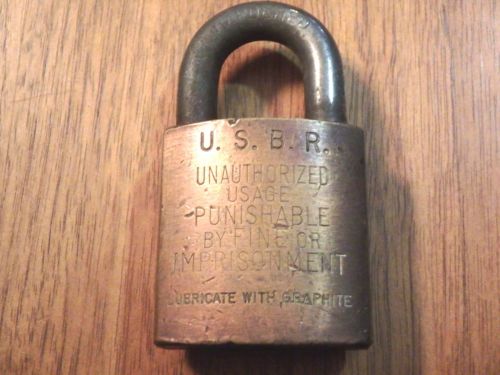 U. S. B. R.
UNAUTHORIZED
USAGE
PUNISHABLE
BY FINE OR
IMPRISONMENT
LUBRICATE WITH GRAPHITE